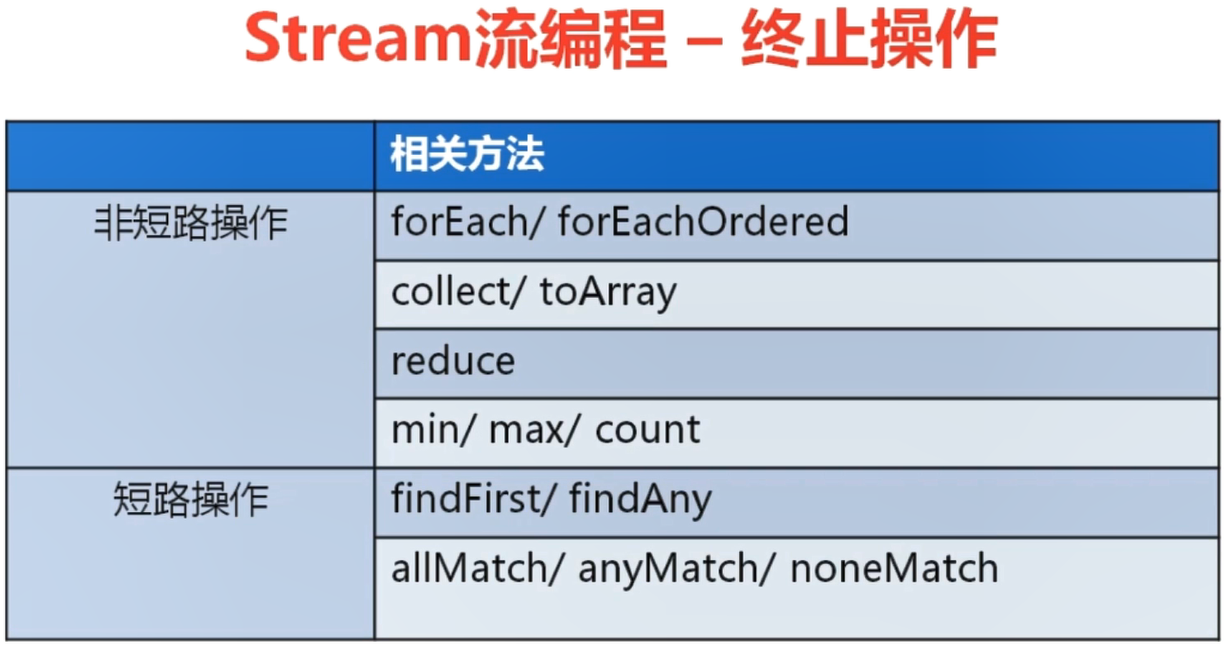 Stream流编程 – 终止操作
相关方法
非短路操作
forEach/ forEachOrdered
collect/ toArray
reduce
min/ max/ count
短路操作
findFirst/ findAny
allMatch/ anyMatch/ noneMatch